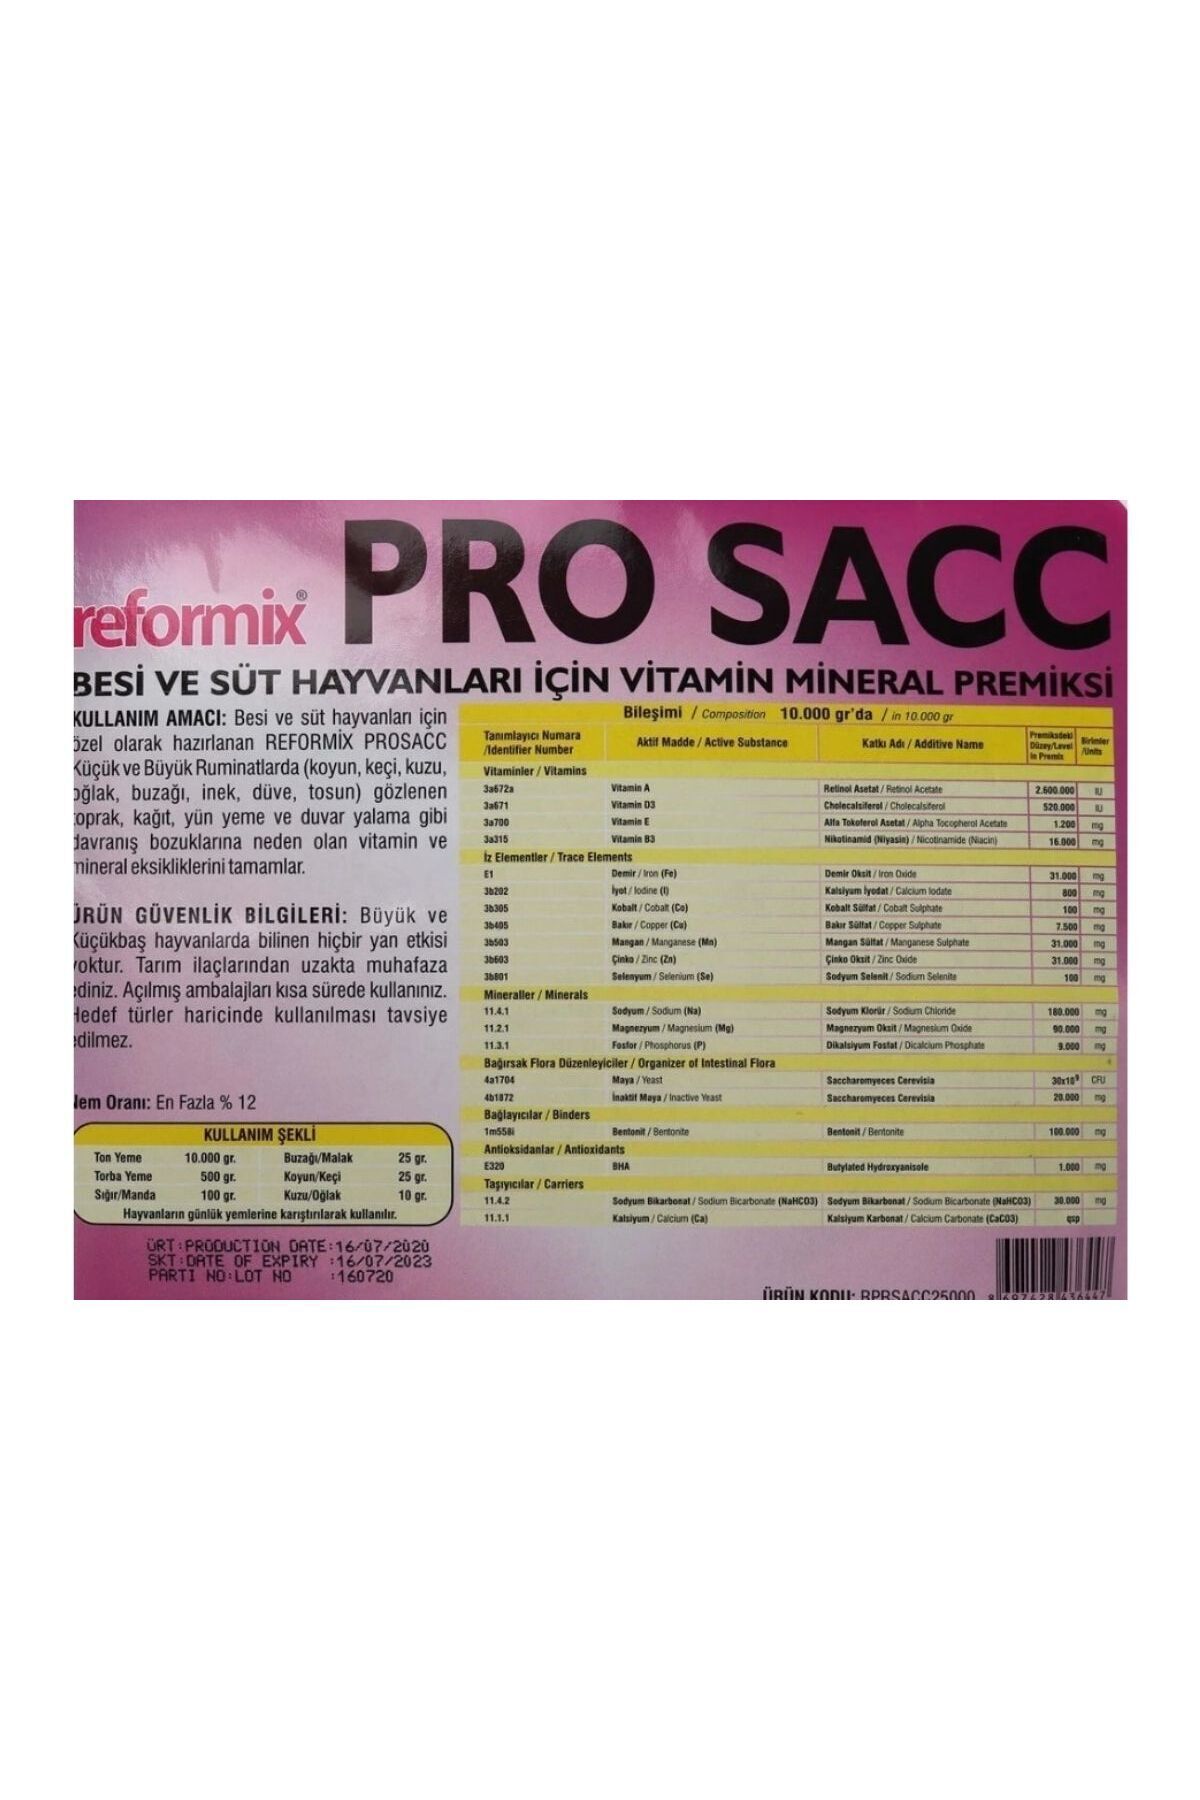 reformix® PRO SACC
BESİ VE SÜT HAYVANLARI İÇİN VİTAMİN MİNERAL PREMİKSİ
KULLANIM AMACI: Besi ve süt hayvanları için
özel olarak hazırlanan REFORMİX PROSACC
Küçük ve Büyük Ruminatlarda (koyun, keçi, kuzu,
oğlak, buzağı, inek, düve, tosun) gözlenen
toprak, kağıt, yün yeme ve duvar yalama gibi
davranış bozuklarına neden olan vitamin ve
mineral eksikliklerini tamamlar.
ÜRÜN GÜVENLİK BİLGİLERİ: Büyük ve
Küçükbaş hayvanlarda bilinen hiçbir yan etkisi
yoktur. Tarım ilaçlarından uzakta muhafaza
ediniz. Açılmış ambalajları kısa sürede kullanınız.
Hedef türler haricinde kullanılması tavsiye
edilmez.
Nem Oranı: En Fazla % 12
KULLANIM ŞEKLİ
Ton Yeme 10.000 gr. Buzağı/Malak 25 gr.
Torba Yeme 500 gr. Koyun/Keçi 25 gr.
Sığır/Manda 100 gr. Kuzu/Oğlak 10 gr.
Hayvanların günlük yemlerine karıştırılarak kullanılır.
ÜRT:PRODUCTION DATE:16/07/2020
SKT:DATE OF EXPIRY :16/07/2023
PARTI NO:LOT NO :160720
Bileşimi / Composition 10.000 gr'da / in 10.000 gr
Tanımlayıcı Numara /Identifier Number Aktif Madde / Active Substance Katkı Adı / Additive Name Premiksdeki Düzey/Level In Premix Birimler /Units
Vitaminler / Vitamins
3a672a Vitamin A Retinol Asetat / Retinol Acetate 2.600.000 IU
3a671 Vitamin D3 Cholecalsiferol / Cholecalsiferol 520.000 IU
3a700 Vitamin E Alfa Tokoferol Asetat / Alpha Tocopherol Acetate 1.200 mg
3a315 Vitamin B3 Nikotinamid (Niyasin) / Nicotinamide (Niacin) 16.000 mg
İz Elementler / Trace Elements
E1 Demir / Iron (Fe) Demir Oksit / Iron Oxide 31.000 mg
3b202 İyot / Iodine (I) Kalsiyum İyodat / Calcium Iodate 800 mg
3b305 Kobalt / Cobalt (Co) Kobalt Sülfat / Cobalt Sulphate 100 mg
3b405 Bakır / Copper (Cu) Bakır Sülfat / Copper Sulphate 7.500 mg
3b503 Mangan / Manganese (Mn) Mangan Sülfat / Manganese Sulphate 31.000 mg
3b603 Çinko / Zinc (Zn) Çinko Oksit / Zinc Oxide 31.000 mg
3b801 Selenyum / Selenium (Se) Sodyum Selenit / Sodium Selenite 100 mg
Mineraller / Minerals
11.4.1 Sodyum / Sodium (Na) Sodyum Klorür / Sodium Chloride 180.000 mg
11.2.1 Magnezyum / Magnesium (Mg) Magnezyum Oksit / Magnesium Oxide 90.000 mg
11.3.1 Fosfor / Phosphorus (P) Dikalsiyum Fosfat / Dicalcium Phosphate 9.000 mg
Bağırsak Flora Düzenleyiciler / Organizer of Intestinal Flora
4a1704 Maya / Yeast Saccharomyeces Cerevisia 30x10⁹ CFU
4b1872 İnaktif Maya / Inactive Yeast Saccharomyeces Cerevisia 20.000 mg
Bağlayıcılar / Binders
1m558i Bentonit / Bentonite Bentonit / Bentonite 100.000 mg
Antioksidanlar / Antioxidants
E320 BHA Butylated Hydroxyanisole 1.000 mg
Taşıyıcılar / Carriers
11.4.2 Sodyum Bikarbonat / Sodium Bicarbonate (NaHCO3) Sodyum Bikarbonat / Sodium Bicarbonate (NaHCO3) 30.000 mg
11.1.1 Kalsiyum / Calcium (Ca) Kalsiyum Karbonat / Calcium Carbonate (CaCO3) qsp
ÜRÜN KODU: RPRSACC25000 8 697428 436447